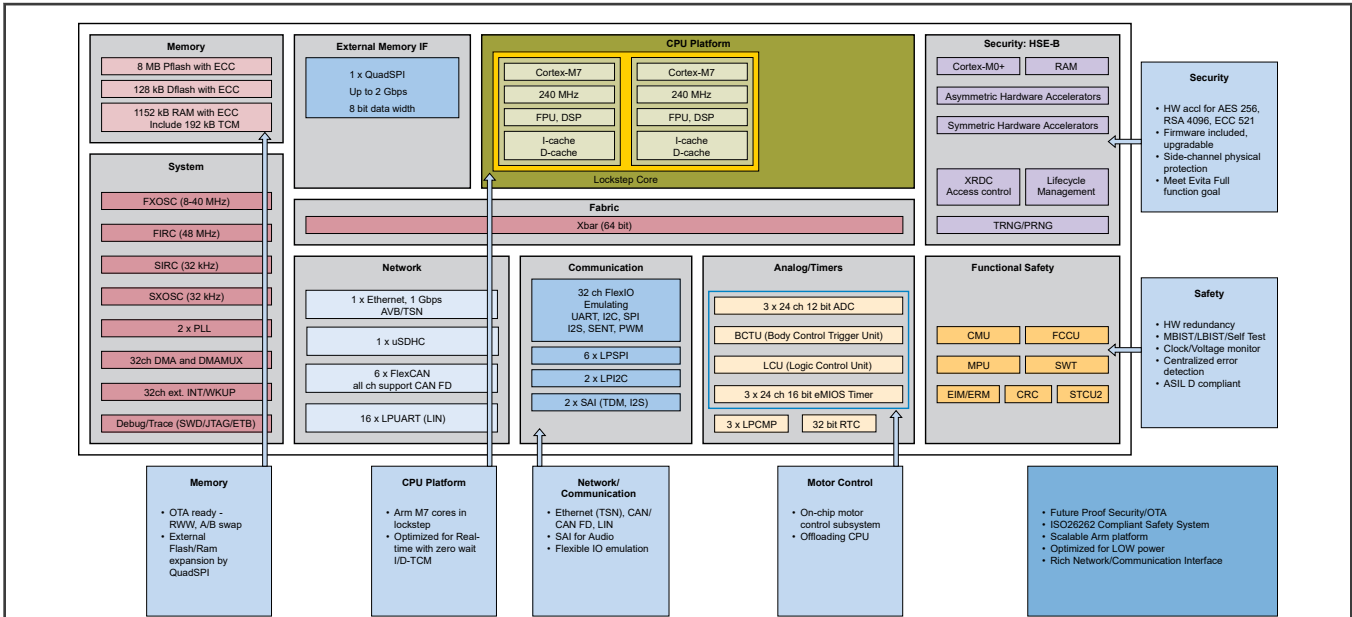 Memory
8 MB Pflash with ECC
128 kB Dflash with ECC
1152 kB RAM with ECC
Include 192 kB TCM
External Memory IF
1 x QuadSPI
Up to 2 Gbps
8 bit data width
CPU Platform
Cortex-M7
240 MHz
FPU, DSP
I-cache
D-cache
Cortex-M7
240 MHz
FPU, DSP
I-cache
D-cache
Lockstep Core
Security: HSE-B
Cortex-M0+
RAM
Asymmetric Hardware Accelerators
Symmetric Hardware Accelerators
XRDC
Access control
Lifecycle
Management
TRNG/PRNG
Security
• HW accl for AES 256,
RSA 4096, ECC 521
• Firmware included,
upgradable
• Side-channel physical
protection
• Meet Evita Full
function goal
System
FXOSC (8-40 MHz)
FIRC (48 MHz)
SIRC (32 kHz)
SXOSC (32 kHz)
2 x PLL
32ch DMA and DMAMUX
32ch ext. INT/WKUP
Debug/Trace (SWD/JTAG/ETB)
Fabric
Xbar (64 bit)
Network
1 x Ethernet, 1 Gbps
AVB/TSN
1 x uSDHC
6 x FlexCAN
all ch support CAN FD
16 x LPUART (LIN)
Communication
32 ch FlexIO
Emulating
UART, I2C, SPI
I2S, SENT, PWM
6 x LPSPI
2 x LPI2C
2 x SAI (TDM, I2S)
Analog/Timers
3 x 24 ch 12 bit ADC
BCTU (Body Control Trigger Unit)
LCU (Logic Control Unit)
3 x 24 ch 16 bit eMIOS Timer
3 x LPCMP
32 bit RTC
Functional Safety
CMU
FCCU
MPU
SWT
EIM/ERM
CRC
STCU2
Safety
• HW redundancy
• MBIST/LBIST/Self Test
• Clock/Voltage monitor
• Centralized error
detection
• ASIL D compliant
Memory
• OTA ready -
RWW, A/B swap
• External
Flash/Ram
expansion by
QuadSPI
CPU Platform
• Arm M7 cores in
lockstep
• Optimized for Real-
time with zero wait
I/D-TCM
Network/
Communication
• Ethernet (TSN), CAN/
CAN FD, LIN
• SAI for Audio
• Flexible IO emulation
Motor Control
• On-chip motor
control subsystem
• Offloading CPU
• Future Proof Security/OTA
• ISO26262 Compliant Safety System
• Scalable Arm platform
• Optimized for LOW power
• Rich Network/Communication Interface